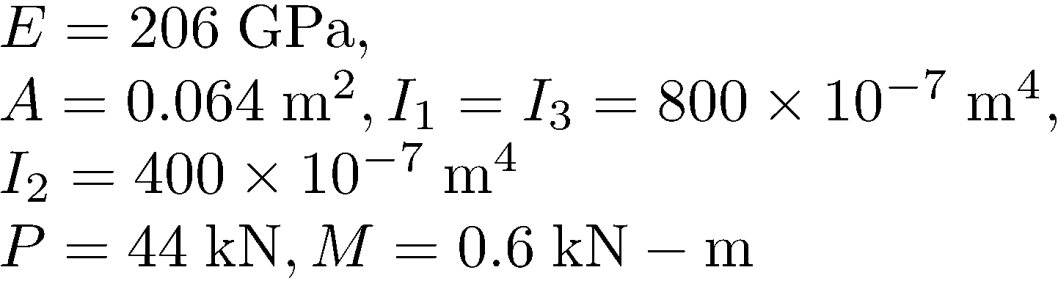 E = 206 GPa,
A = 0.064 m², I₁ = I₃ = 800 × 10⁻⁷ m⁴,
I₂ = 400 × 10⁻⁷ m⁴
P = 44 kN, M = 0.6 kN − m